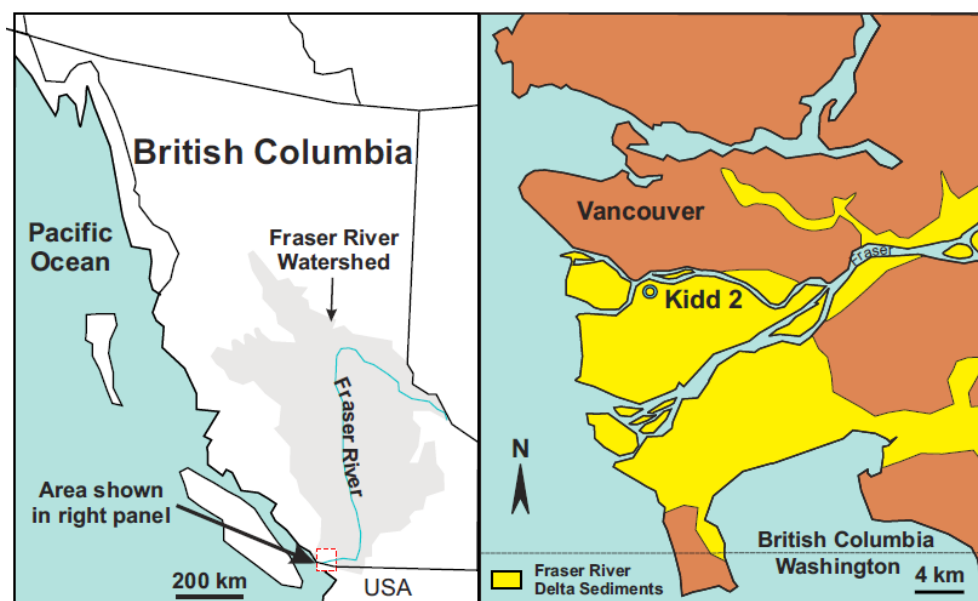 British Columbia
Pacific
Ocean
Fraser River
Watershed
Fraser River
Area shown
in right panel
200 km
USA
Vancouver
Fraser
Kidd 2
N
British Columbia
Washington
Fraser River
Delta Sediments
4 km